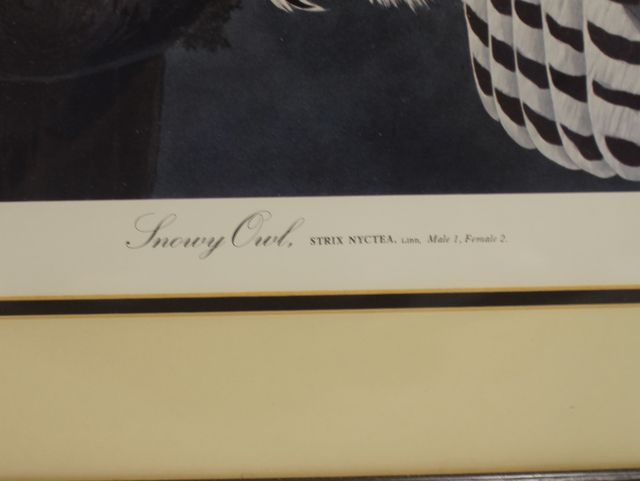 Snowy Owl, STRIX NYCTEA, LINN, Male 1, Female 2.